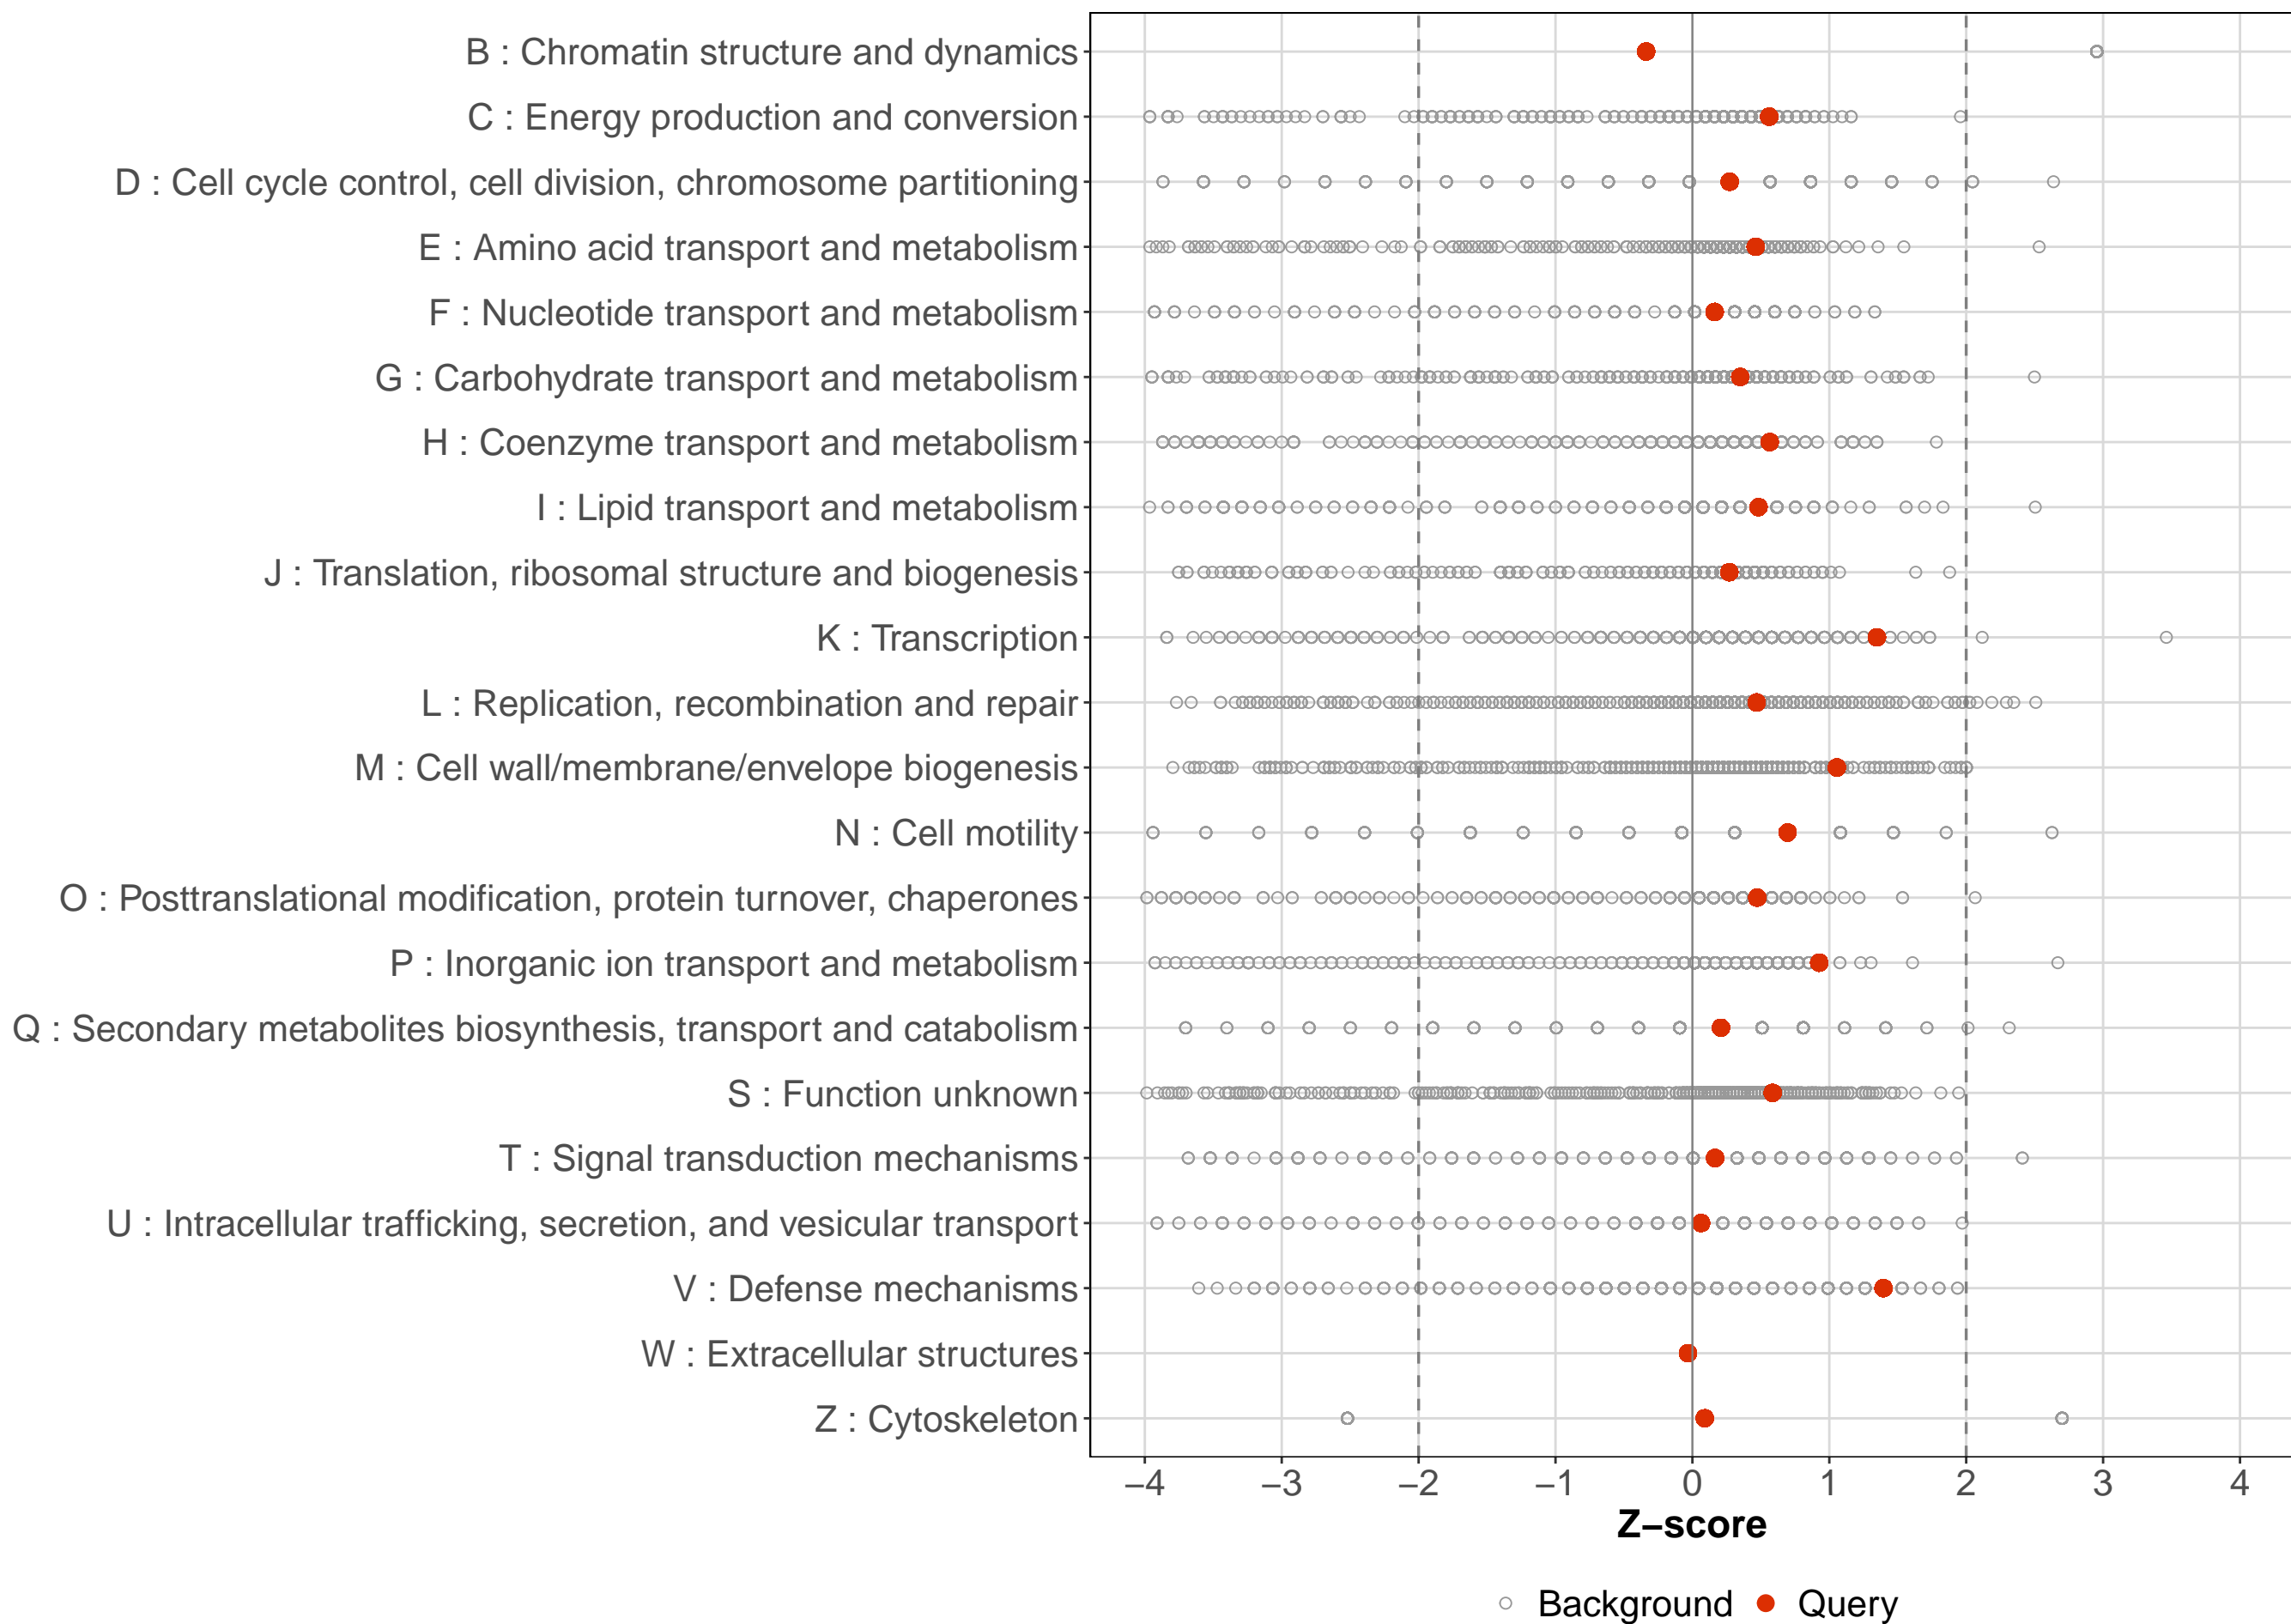 B : Chromatin structure and dynamics
C : Energy production and conversion
D : Cell cycle control, cell division, chromosome partitioning
E : Amino acid transport and metabolism
F : Nucleotide transport and metabolism
G : Carbohydrate transport and metabolism
H : Coenzyme transport and metabolism
I : Lipid transport and metabolism
J : Translation, ribosomal structure and biogenesis
K : Transcription
L : Replication, recombination and repair
M : Cell wall/membrane/envelope biogenesis
N : Cell motility
O : Posttranslational modification, protein turnover, chaperones
P : Inorganic ion transport and metabolism
Q : Secondary metabolites biosynthesis, transport and catabolism
S : Function unknown
T : Signal transduction mechanisms
U : Intracellular trafficking, secretion, and vesicular transport
V : Defense mechanisms
W : Extracellular structures
Z : Cytoskeleton
−4 −3 −2 −1 0 1 2 3 4
Z−score
Background Query